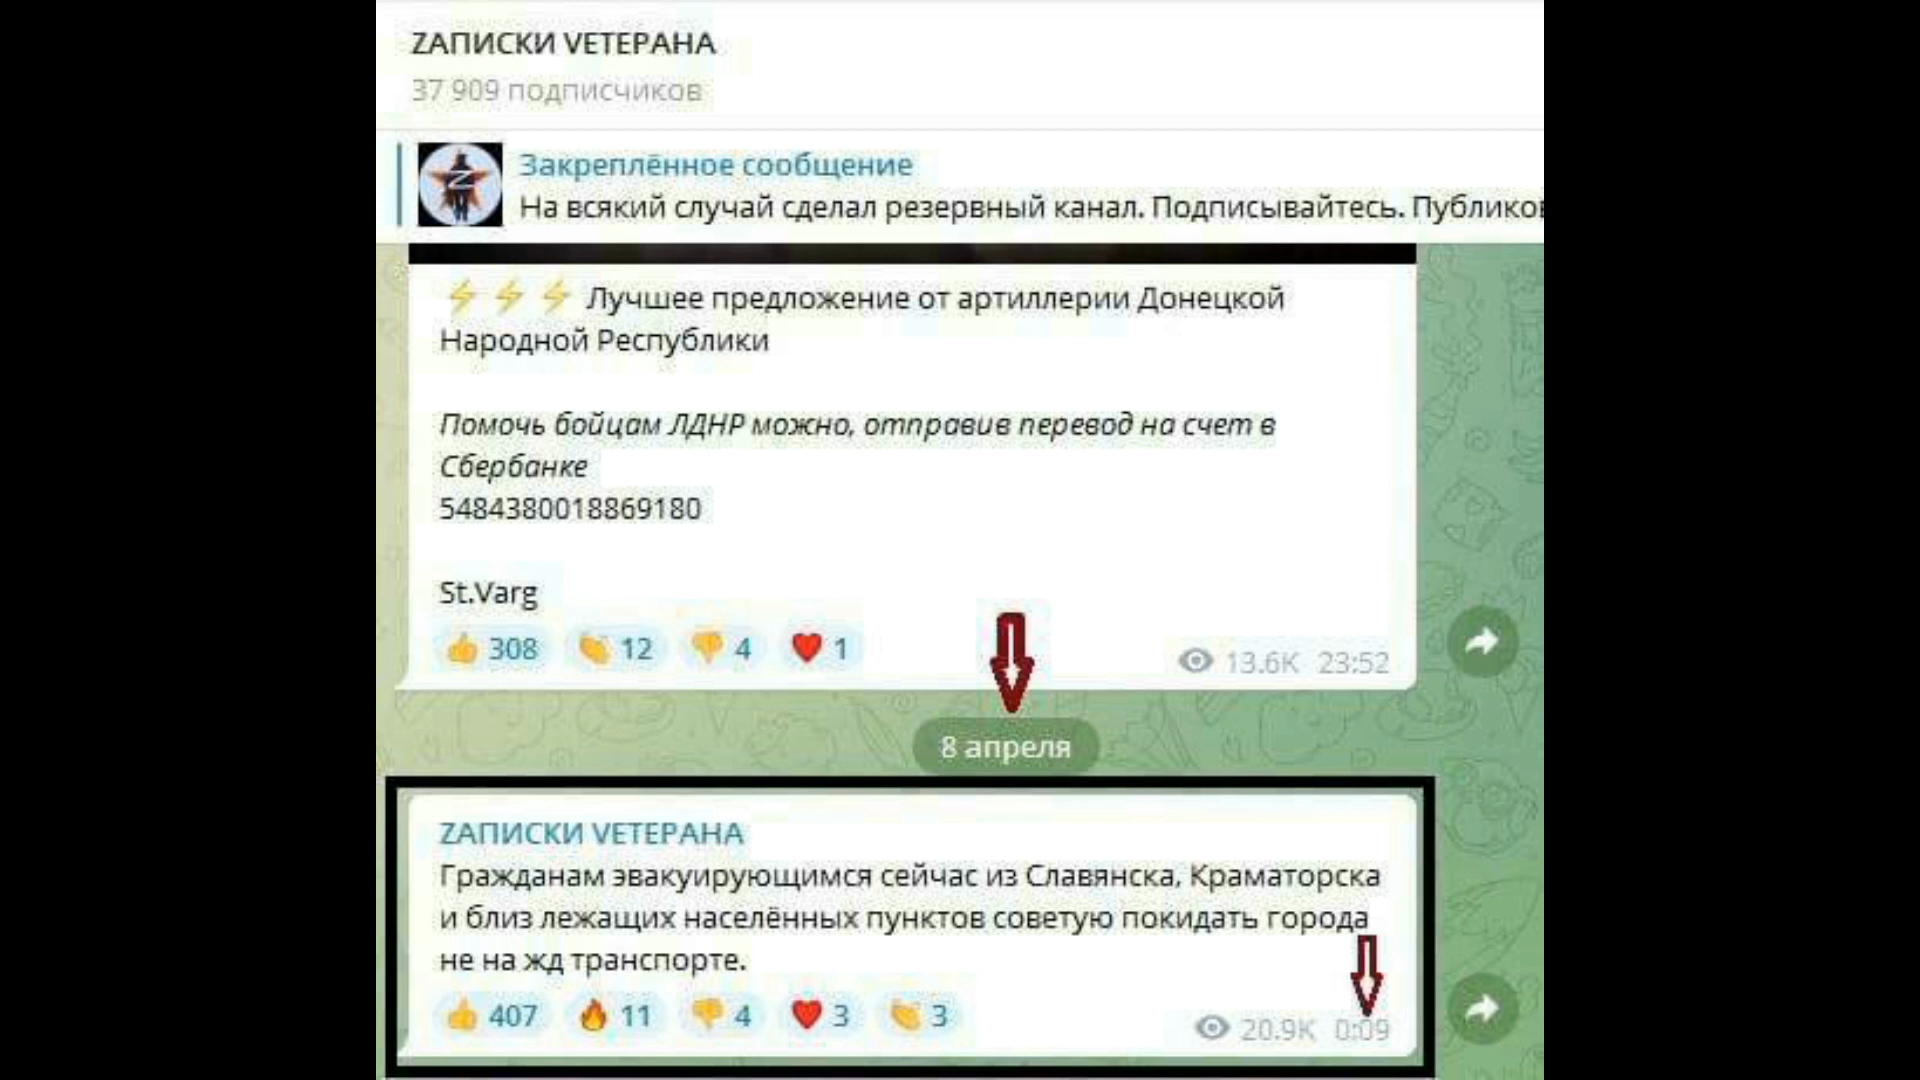 ZАПИСКИ VЕТЕРАНА
37 909 подписчиков
Закреплённое сообщение
На всякий случай сделал резервный канал. Подписывайтесь. Публиков
⚡⚡⚡ Лучшее предложение от артиллерии Донецкой
Народной Республики
Помочь бойцам ЛДНР можно, отправив перевод на счет в
Сбербанке
5484380018869180
St.Varg
👍 308 👏 12 👎 4 ❤ 1 13.6K 23:52
8 апреля
ZАПИСКИ VЕТЕРАНА
Гражданам эвакуирующимся сейчас из Славянска, Краматорска
и близ лежащих населённых пунктов советую покидать города
не на жд транспорте.
👍 407 🔥 11 👎 4 ❤ 3 👏 3 20.9K 0:09